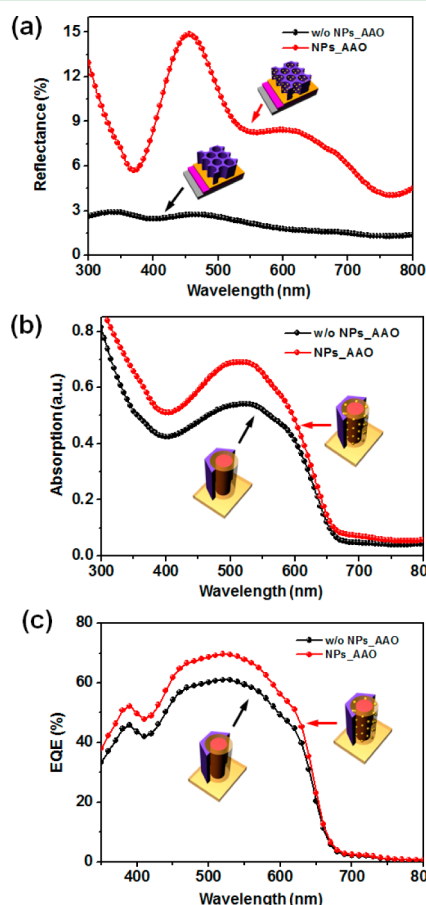 (a)
w/o NPs_AAO
NPs_AAO
Reflectance (%)
15
12
9
6
3
0
300 400 500 600 700 800
Wavelength (nm)
(b)
w/o NPs_AAO
NPs_AAO
Absorption (a.u.)
0.8
0.6
0.4
0.2
0.0
300 400 500 600 700 80
Wavelength (nm)
(c)
w/o NPs_AAO
NPs_AAO
EQE (%)
80
60
40
20
0
400 500 600 700 80
Wavelength (nm)